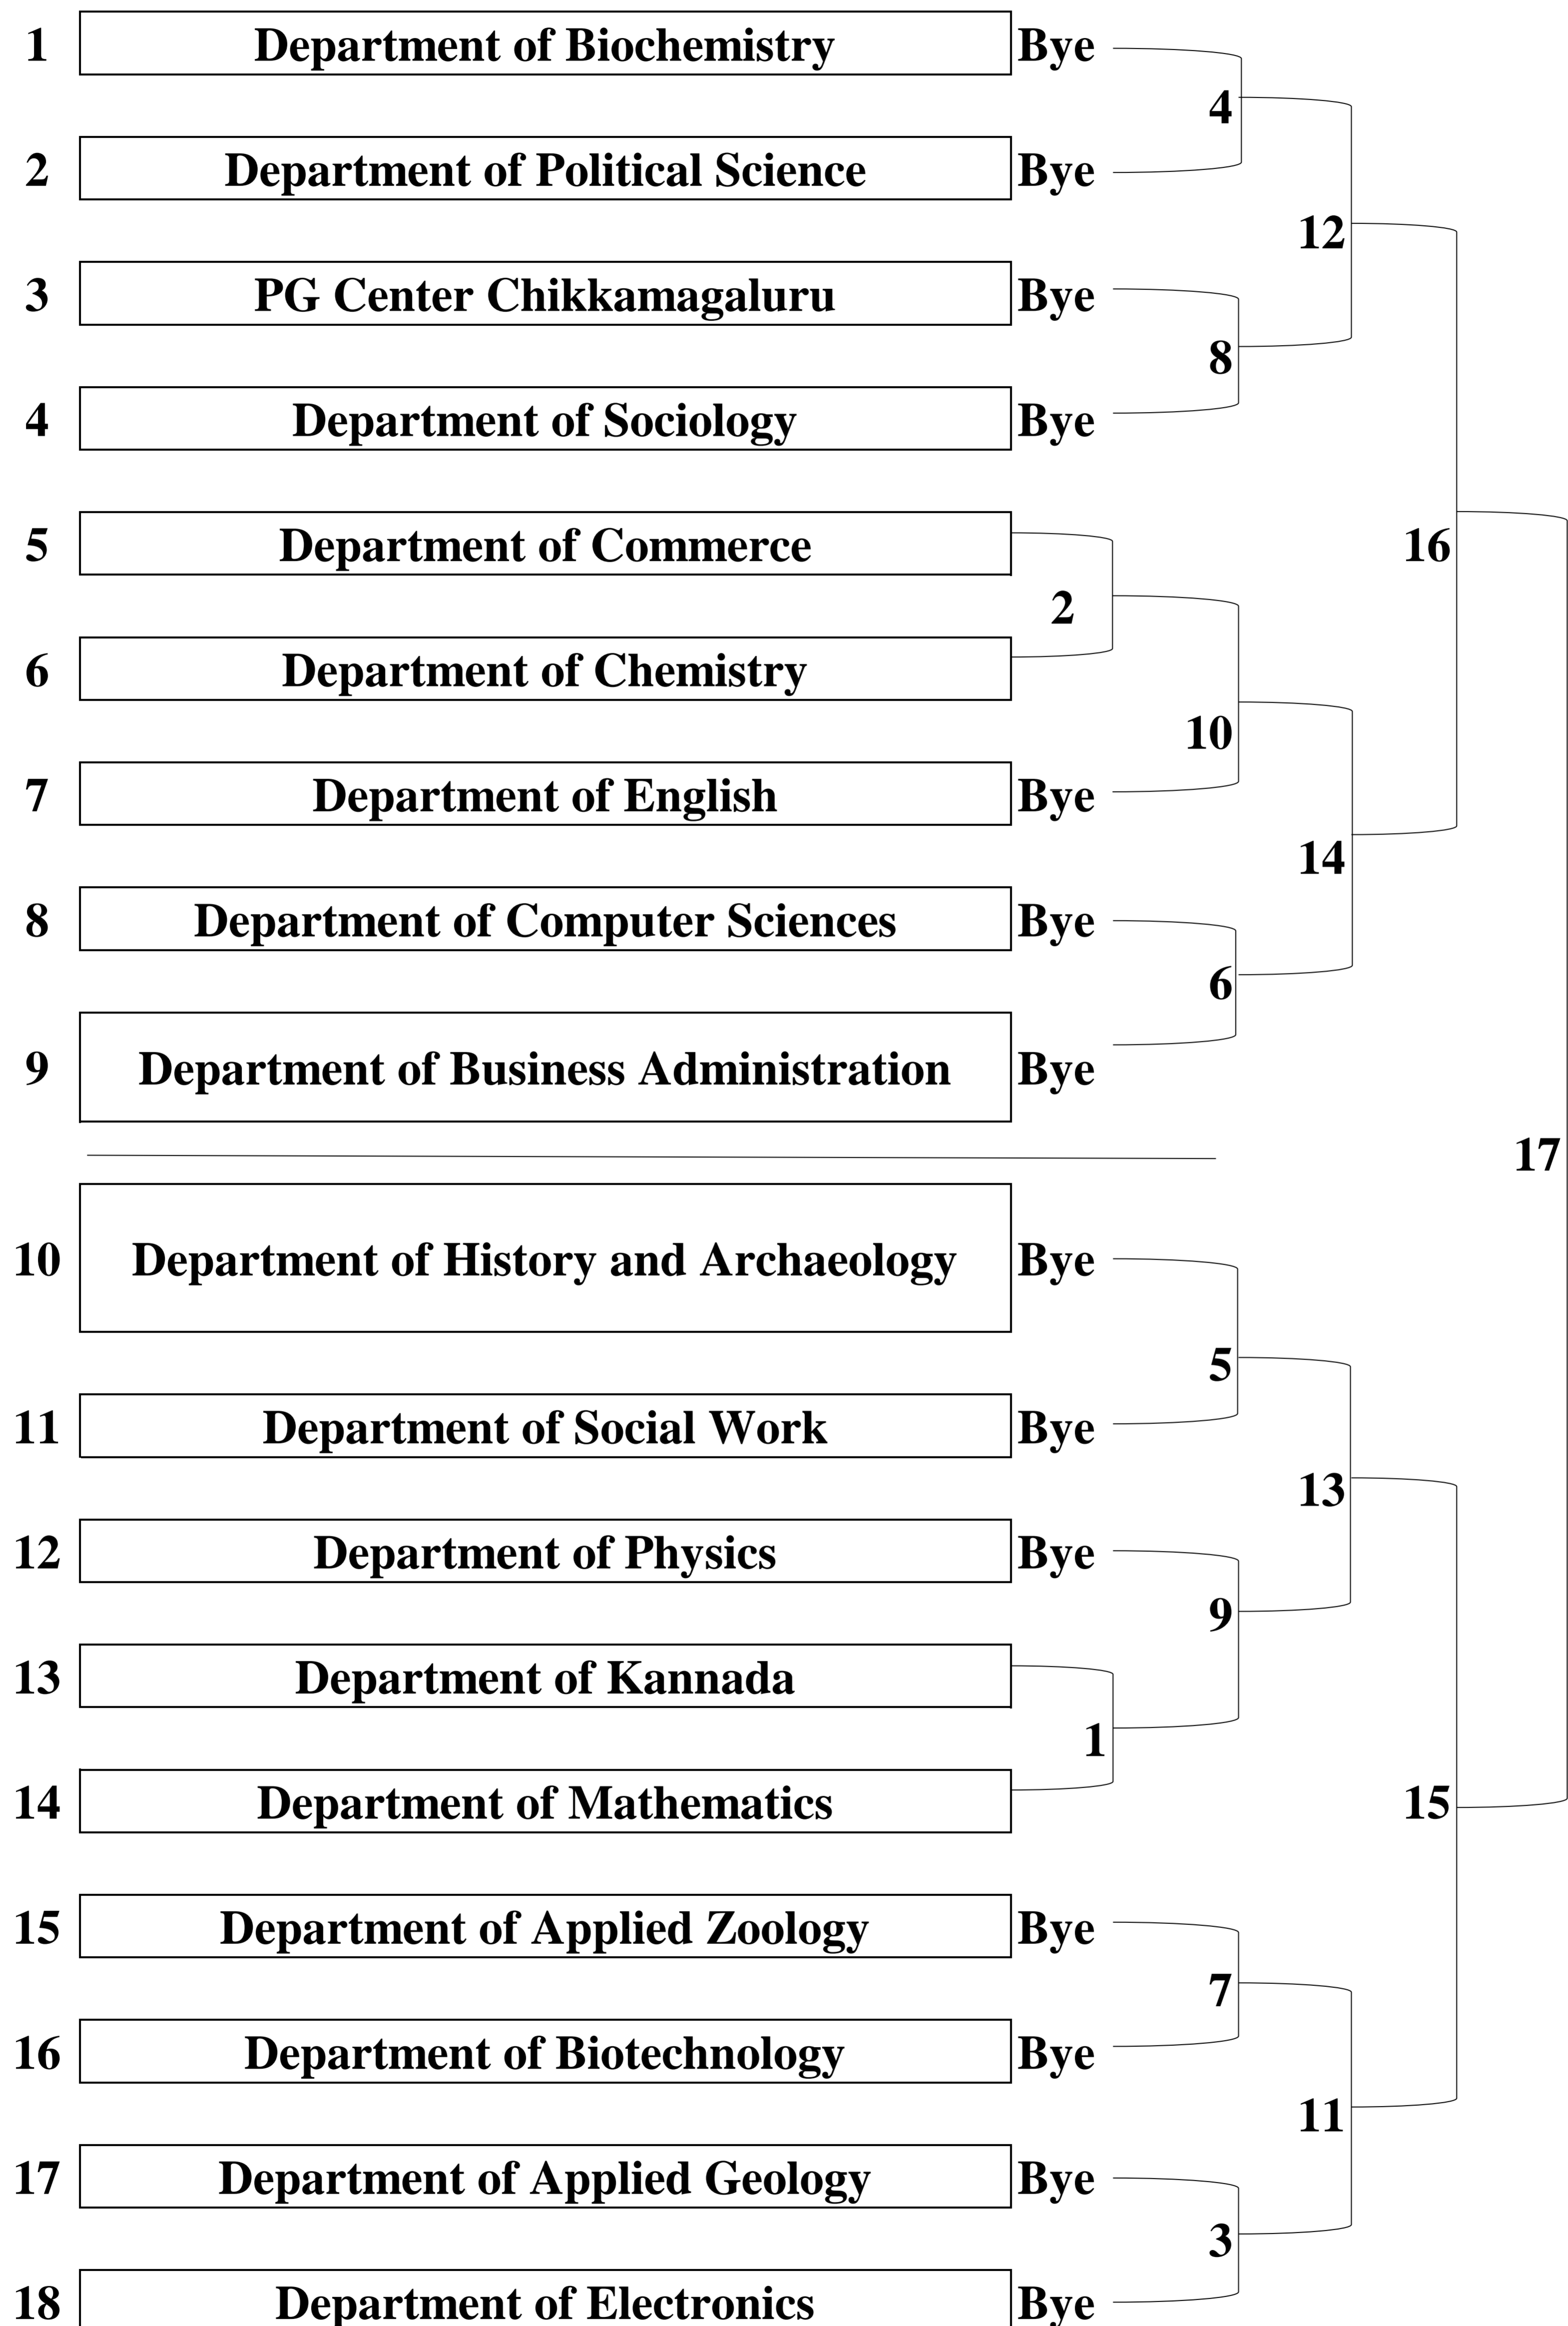 1 Department of Biochemistry Bye
4
2 Department of Political Science Bye
12
3 PG Center Chikkamagaluru Bye
8
4 Department of Sociology Bye
5 Department of Commerce 16
2
6 Department of Chemistry
10
7 Department of English Bye
14
8 Department of Computer Sciences Bye
6
9 Department of Business Administration Bye
17
10 Department of History and Archaeology Bye
5
11 Department of Social Work Bye
13
12 Department of Physics Bye
9
13 Department of Kannada
1
14 Department of Mathematics 15
15 Department of Applied Zoology Bye
7
16 Department of Biotechnology Bye
11
17 Department of Applied Geology Bye
3
18 Department of Electronics Bye